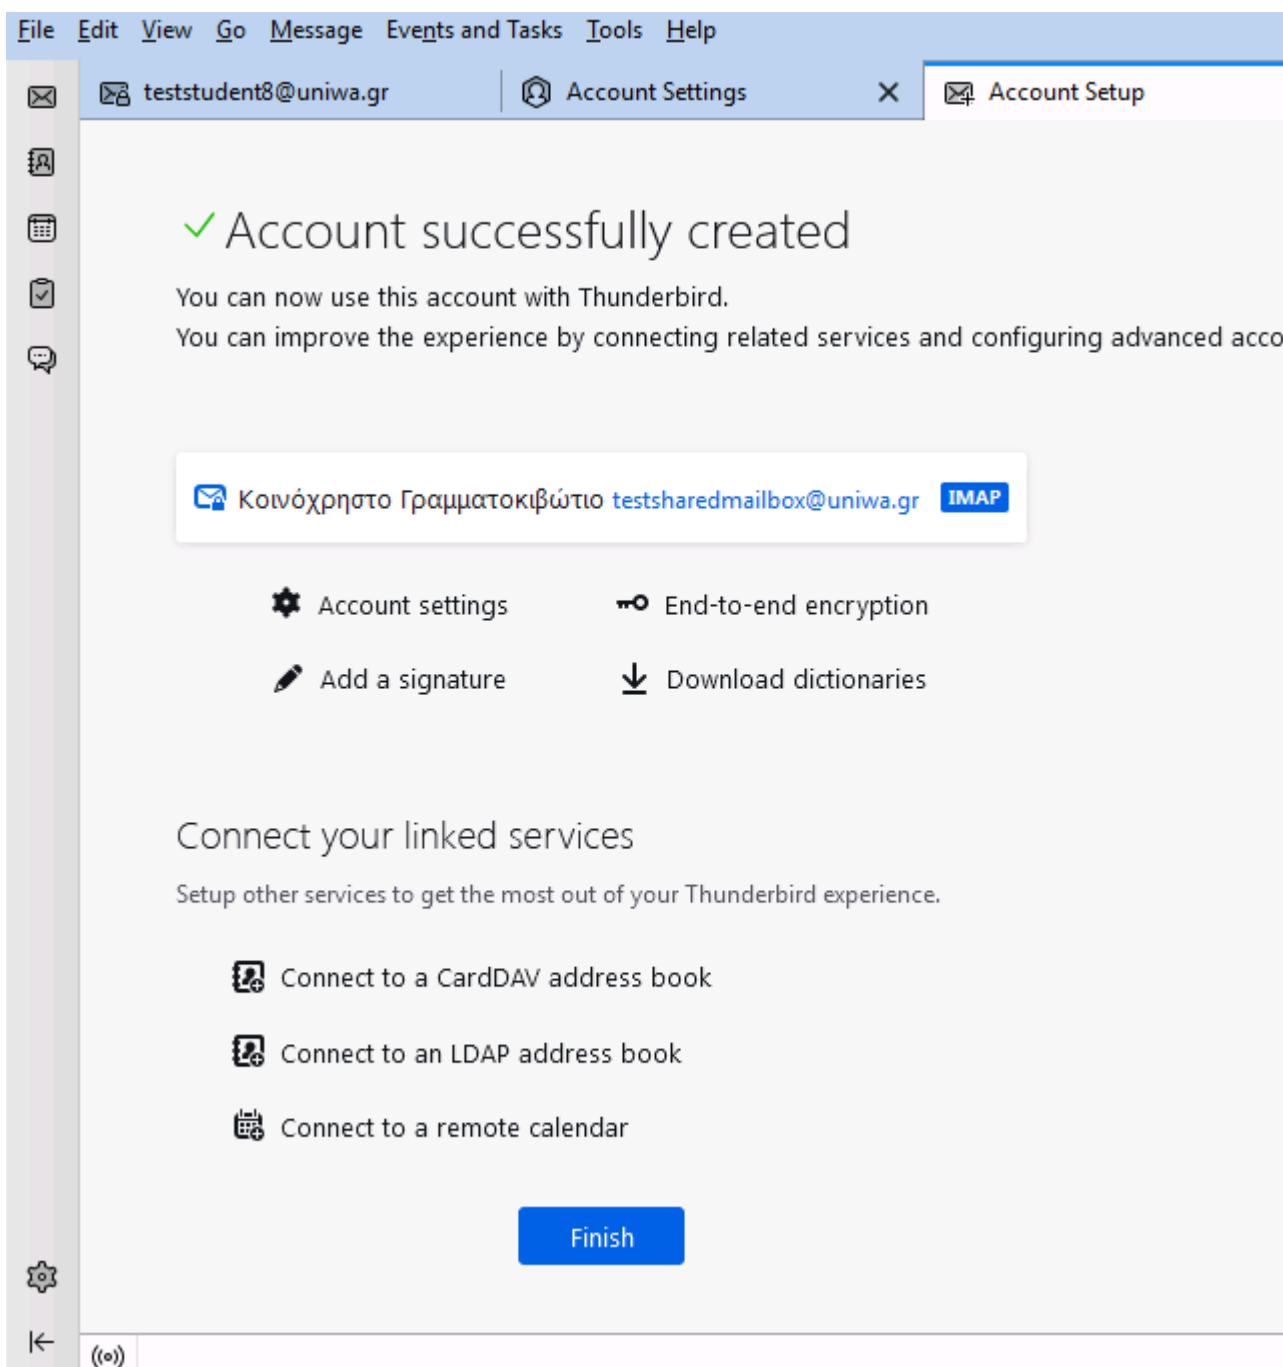 File Edit View Go Message Events and Tasks Tools Help
teststudent8@uniwa.gr Account Settings Account Setup
Account successfully created
You can now use this account with Thunderbird.
You can improve the experience by connecting related services and configuring advanced acco
Κοινόχρηστο Γραμματοκιβώτιο testsharedmailbox@uniwa.gr IMAP
Account settings End-to-end encryption
Add a signature Download dictionaries
Connect your linked services
Setup other services to get the most out of your Thunderbird experience.
Connect to a CardDAV address book
Connect to an LDAP address book
Connect to a remote calendar
Finish